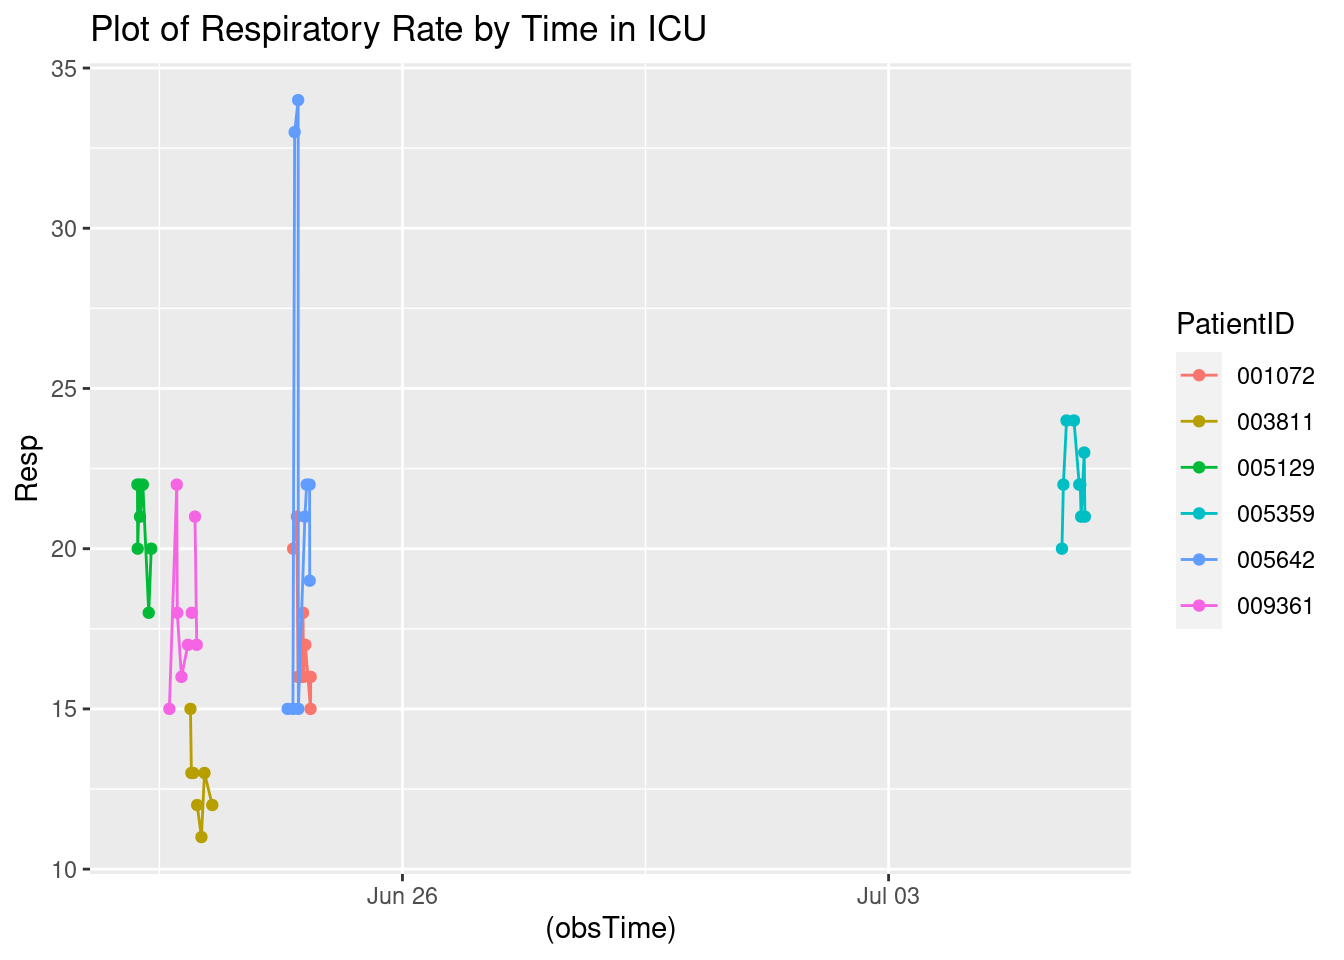 Plot of Respiratory Rate by Time in ICU
35
30
25
20
15
10
Resp
Jun 26
Jul 03
(obsTime)
PatientID
001072
003811
005129
005359
005642
009361